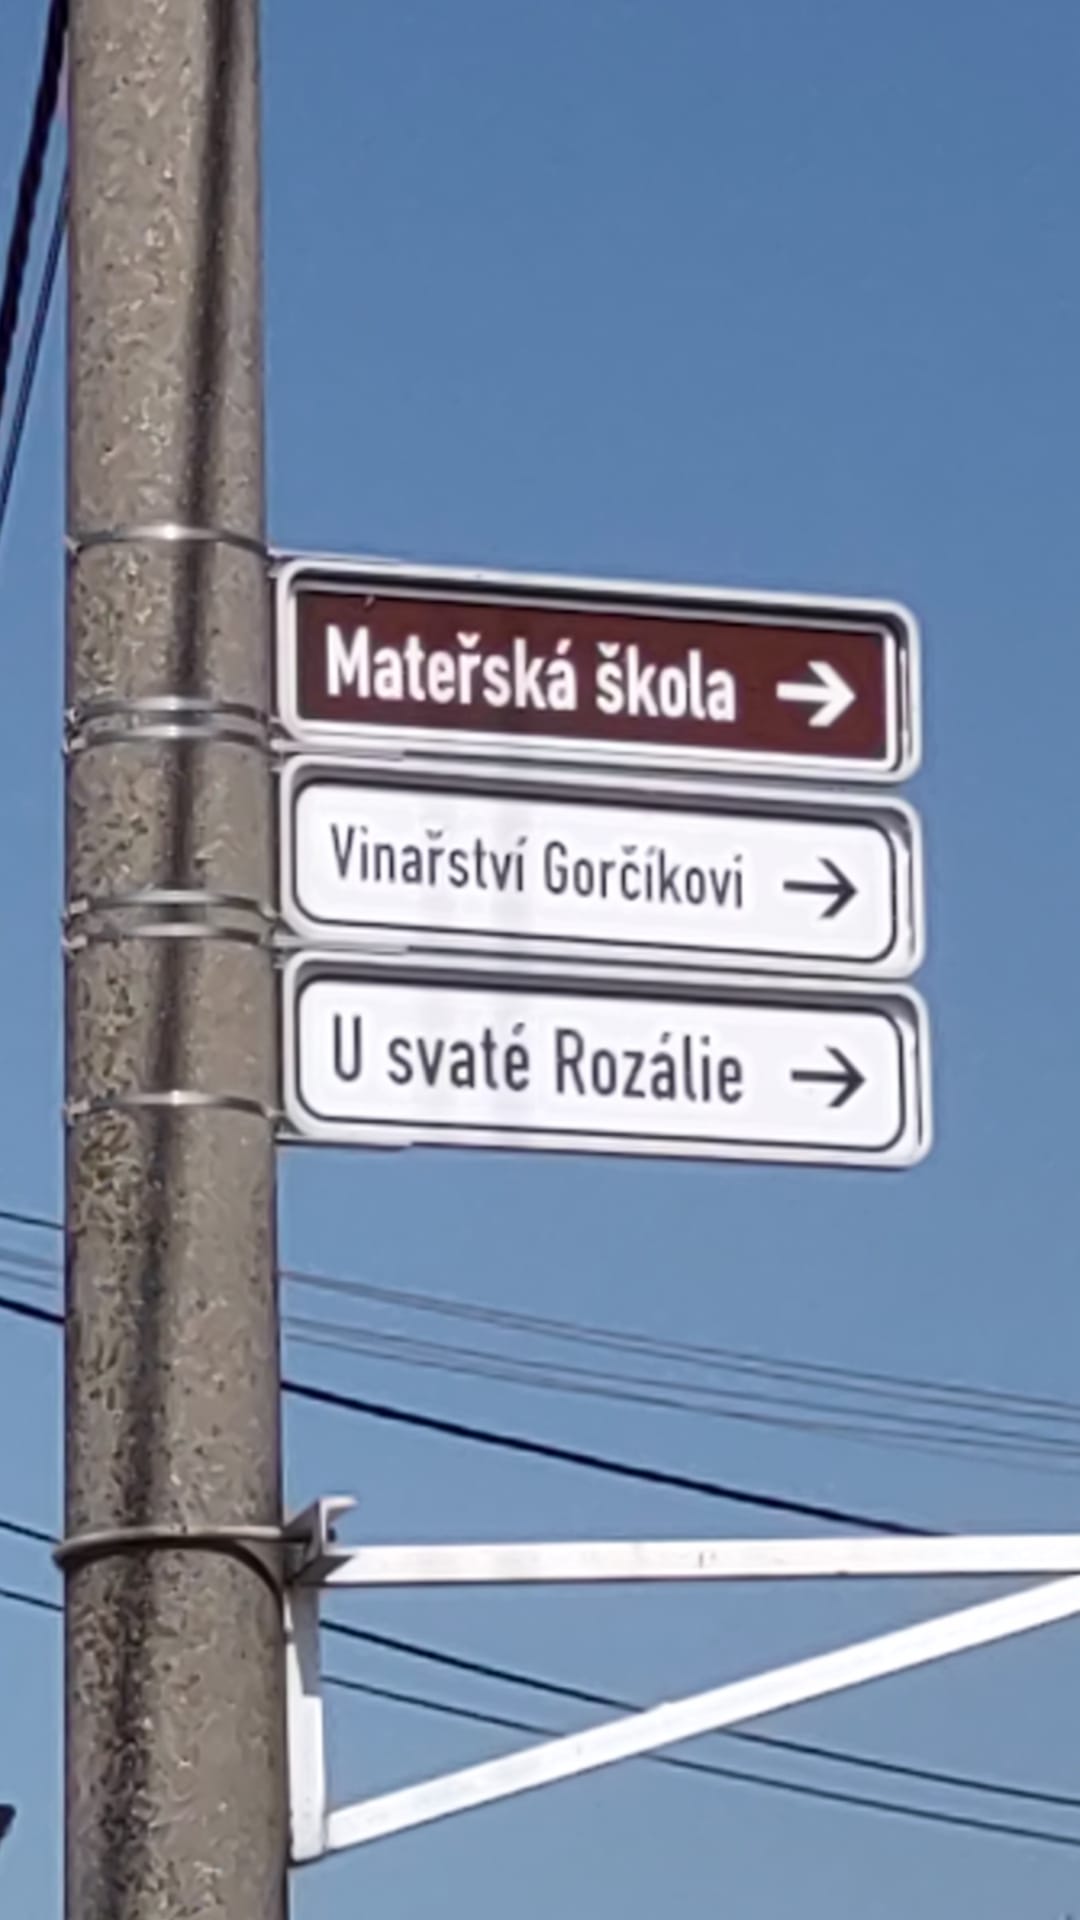 Mateřská škola →
Vinařství Gorčíkovi →
U svaté Rozálie →